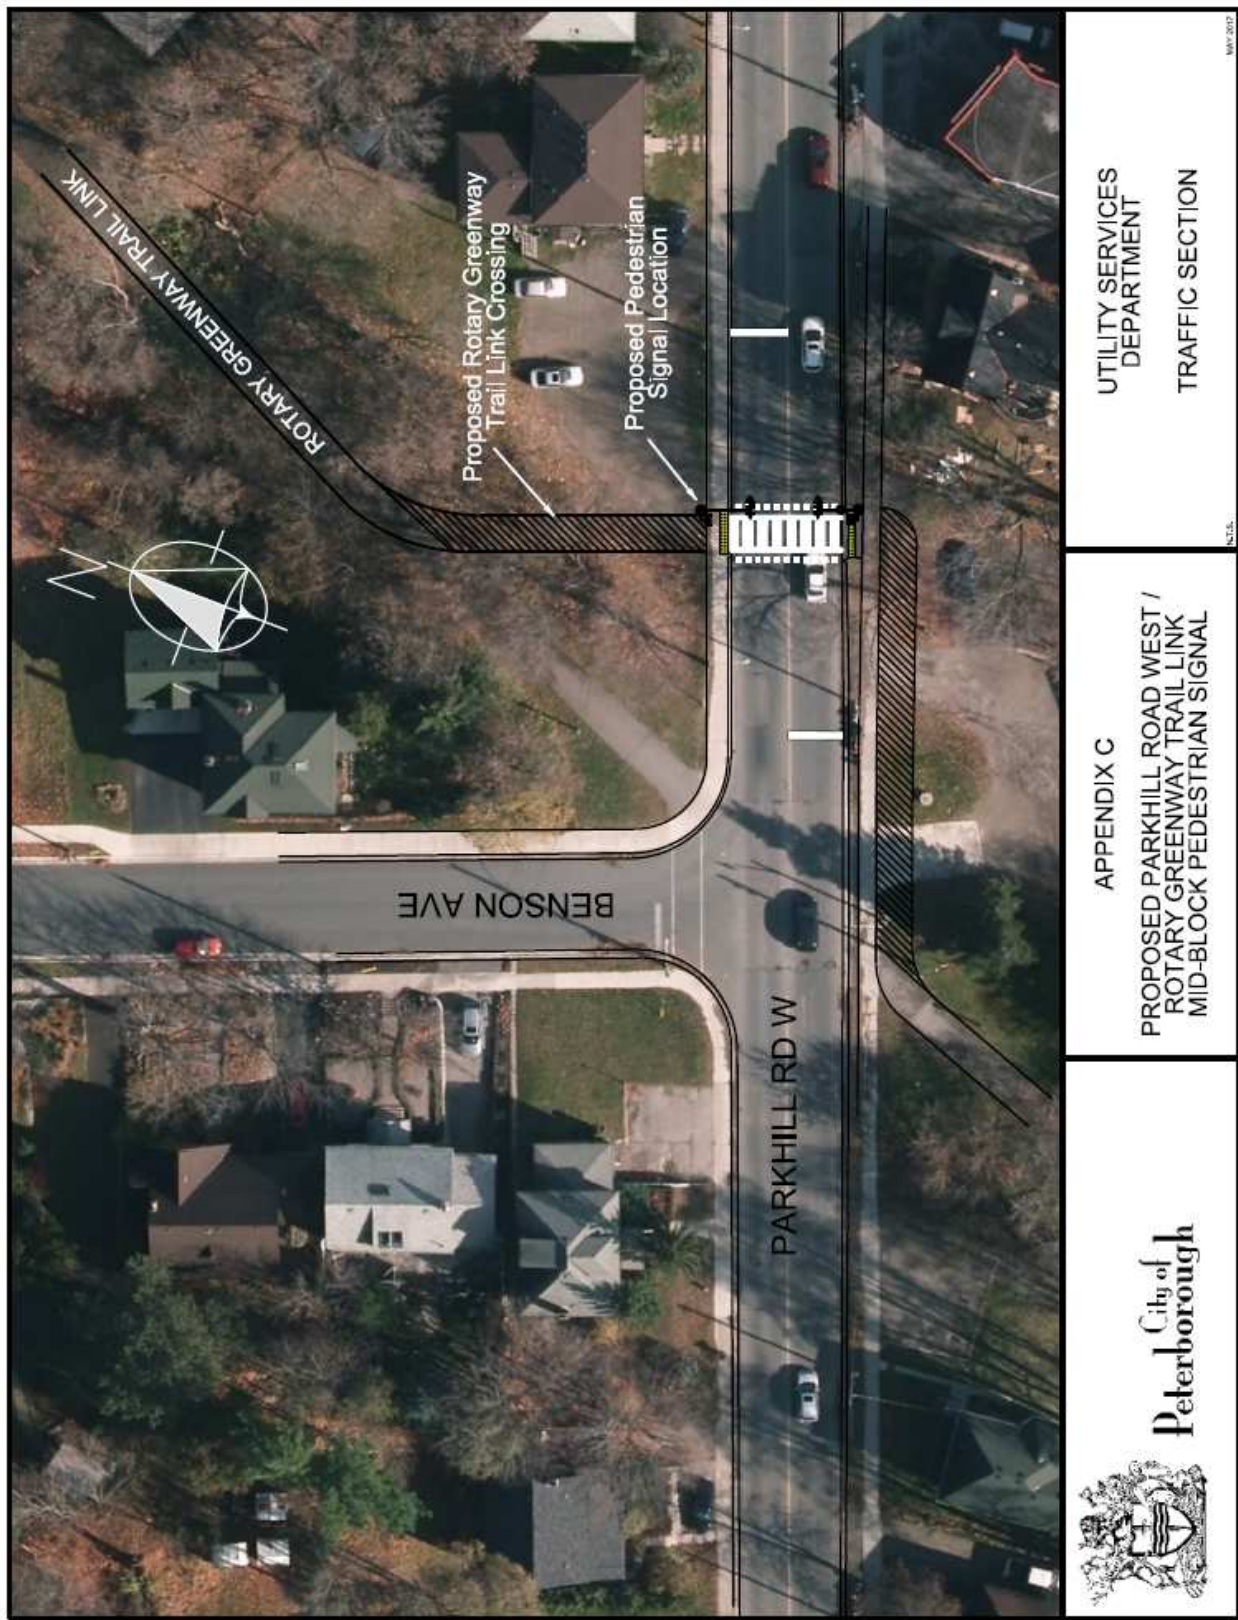 ROTARY GREENWAY TRAIL LINK
Proposed Rotary Greenway
Trail Link Crossing
Proposed Pedestrian
Signal Location
N
BENSON AVE
PARKHILL RD W
City of
Peterborough
APPENDIX C
PROPOSED PARKHILL ROAD WEST /
ROTARY GREENWAY TRAIL LINK
MID-BLOCK PEDESTRIAN SIGNAL
UTILITY SERVICES
DEPARTMENT
TRAFFIC SECTION
N.T.S.
MAY 2017